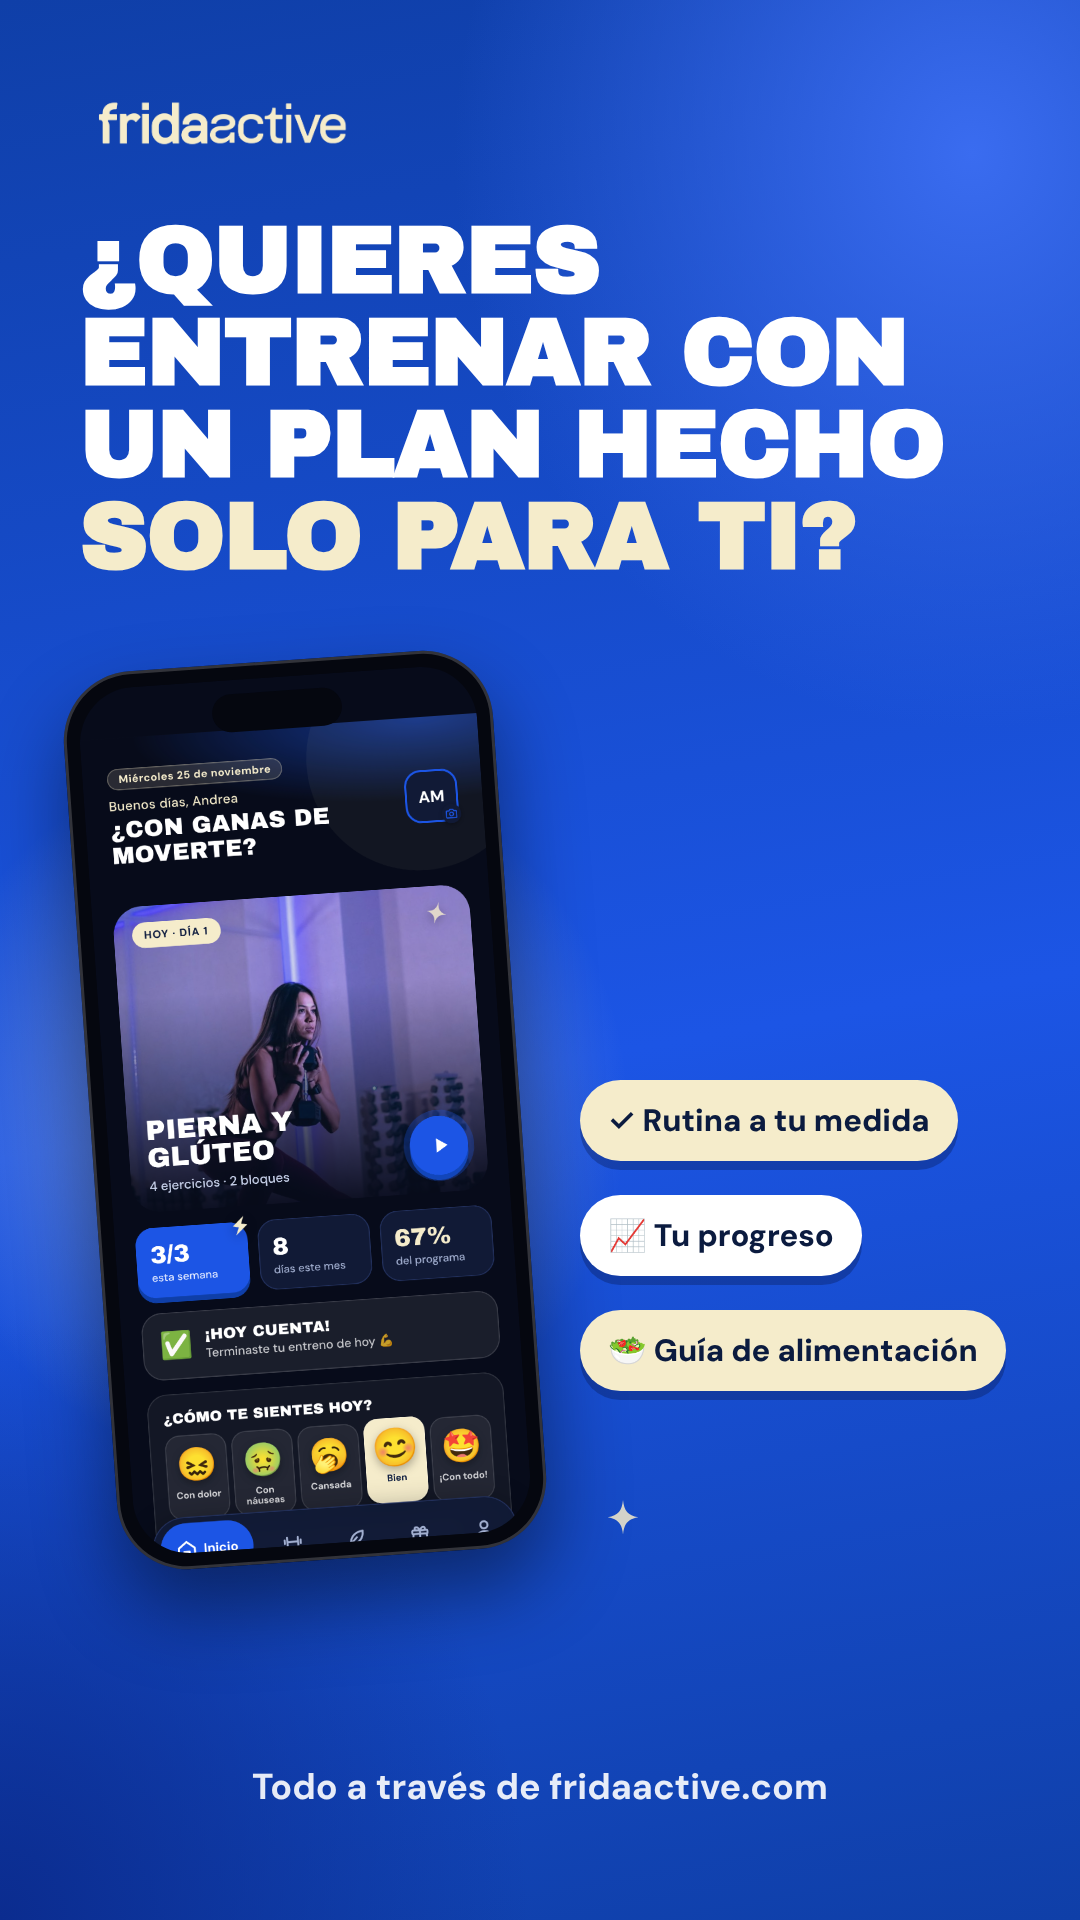 fridaactive
¿QUIERES
ENTRENAR CON
UN PLAN HECHO
SOLO PARA TI?
Miércoles 25 de noviembre
Buenos días, Andrea
¿CON GANAS DE
MOVERTE?
AM
HOY · DÍA 1
PIERNA Y
GLÚTEO
4 ejercicios · 2 bloques
3/3
esta semana
8
días este mes
67%
del programa
¡HOY CUENTA!
Terminaste tu entreno de hoy 💪
¿CÓMO TE SIENTES HOY?
Con dolor
Con
náuseas
Cansada
Bien
¡Con todo!
Inicio
✓ Rutina a tu medida
📈 Tu progreso
🥗 Guía de alimentación
Todo a través de fridaactive.com